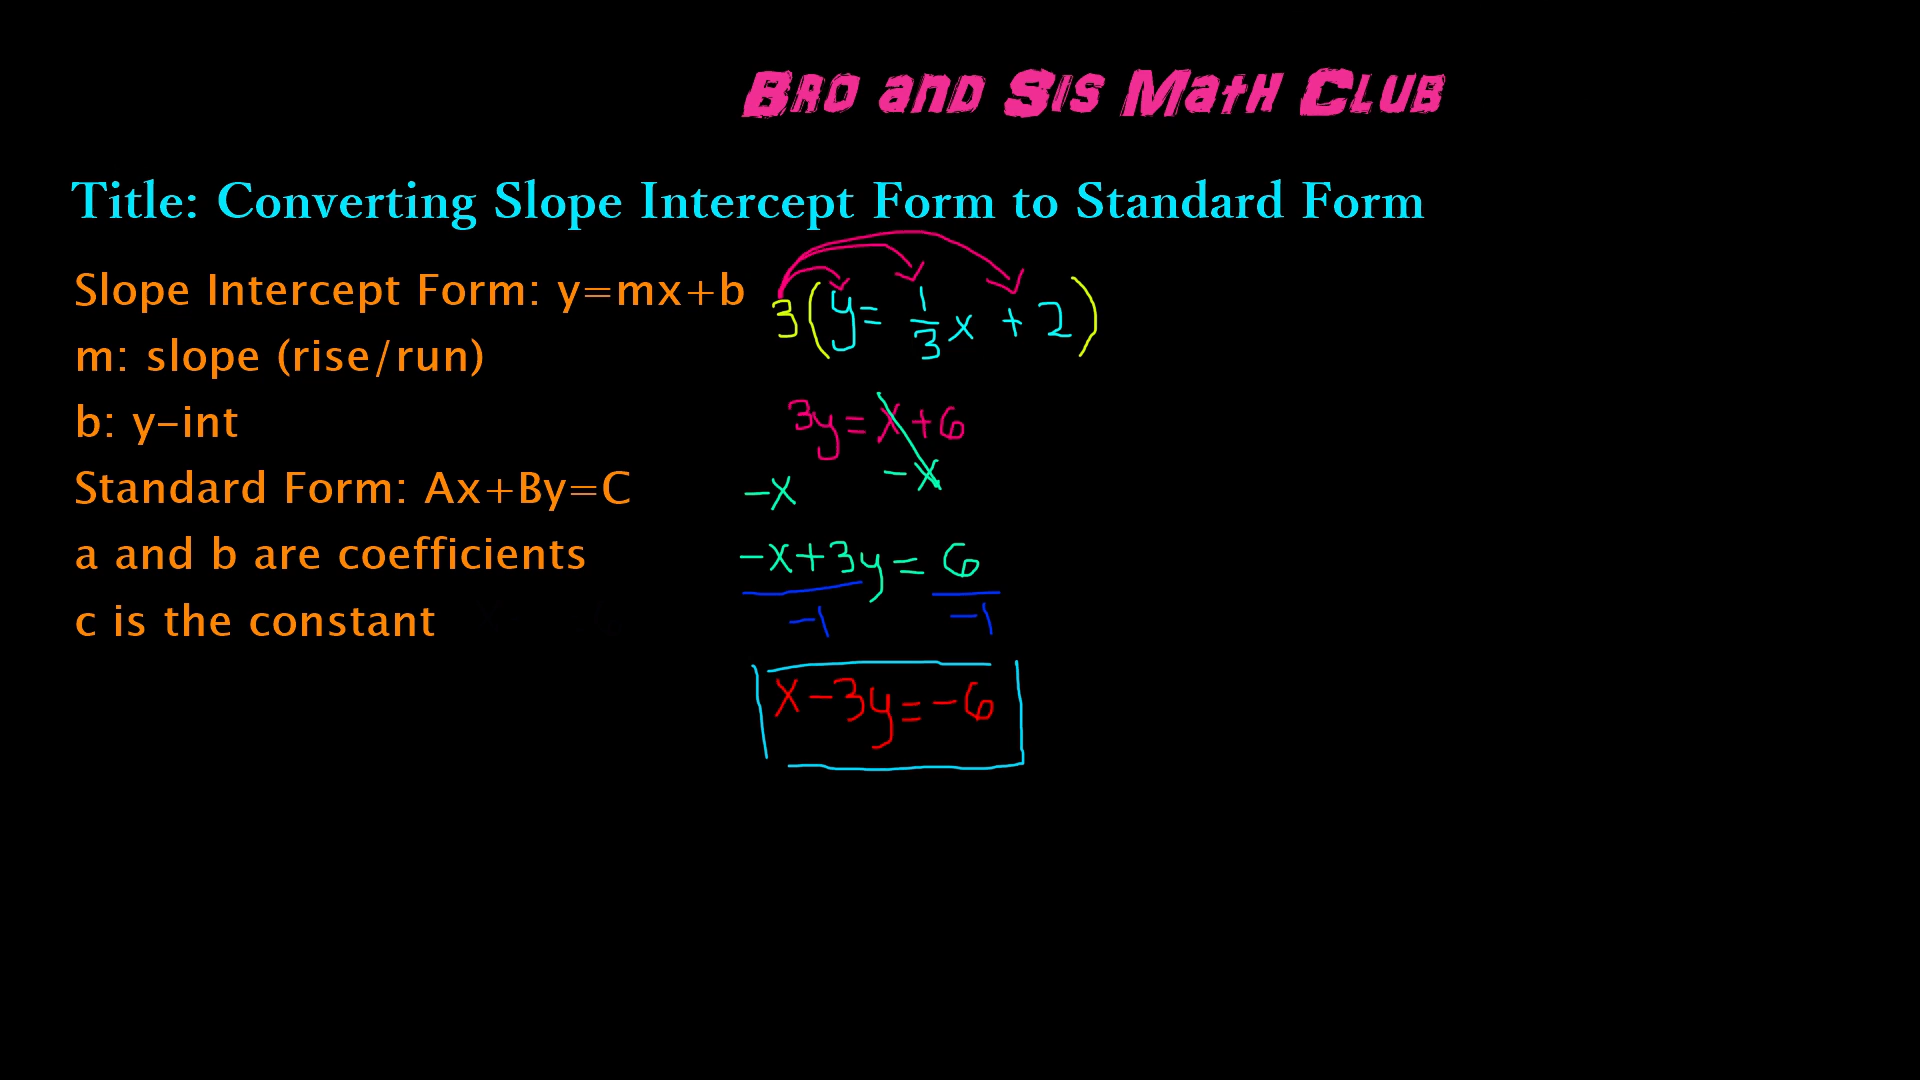 Bro and Sis Math Club
Title: Converting Slope Intercept Form to Standard Form
Slope Intercept Form: y=mx+b
m: slope (rise/run)
b: y-int
Standard Form: Ax+By=C
a and b are coefficients
c is the constant
3(y= 1/3 x + 2)
3y=x+6
-x -x
-x+3y=6
-1 -1
x-3y=-6